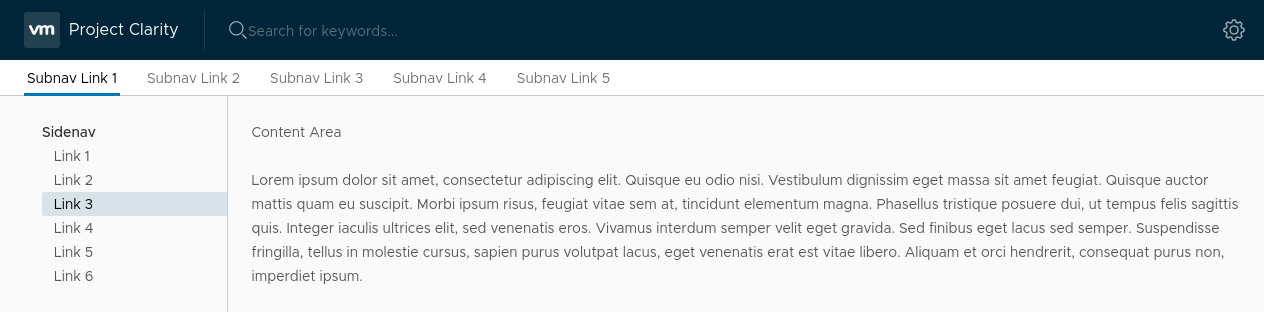 vm Project Clarity Search for keywords...
Subnav Link 1 Subnav Link 2 Subnav Link 3 Subnav Link 4 Subnav Link 5
Sidenav
Link 1
Link 2
Link 3
Link 4
Link 5
Link 6
Content Area
Lorem ipsum dolor sit amet, consectetur adipiscing elit. Quisque eu odio nisi. Vestibulum dignissim eget massa sit amet feugiat. Quisque auctor
mattis quam eu suscipit. Morbi ipsum risus, feugiat vitae sem at, tincidunt elementum magna. Phasellus tristique posuere dui, ut tempus felis sagittis
quis. Integer iaculis ultrices elit, sed venenatis eros. Vivamus interdum semper velit eget gravida. Sed finibus eget lacus sed semper. Suspendisse
fringilla, tellus in molestie cursus, sapien purus volutpat lacus, eget venenatis erat est vitae libero. Aliquam et orci hendrerit, consequat purus non,
imperdiet ipsum.